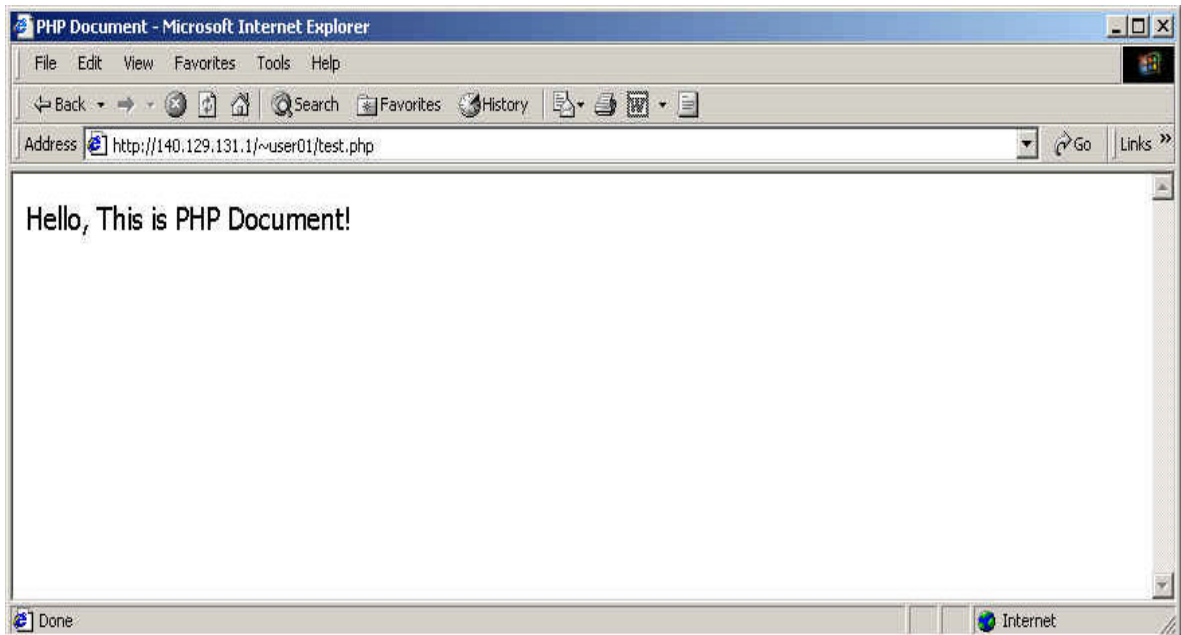 PHP Document - Microsoft Internet Explorer
File Edit View Favorites Tools Help
Back Search Favorites History
Address http://140.129.131.1/~user01/test.php Go Links »
Hello, This is PHP Document!
Done Internet